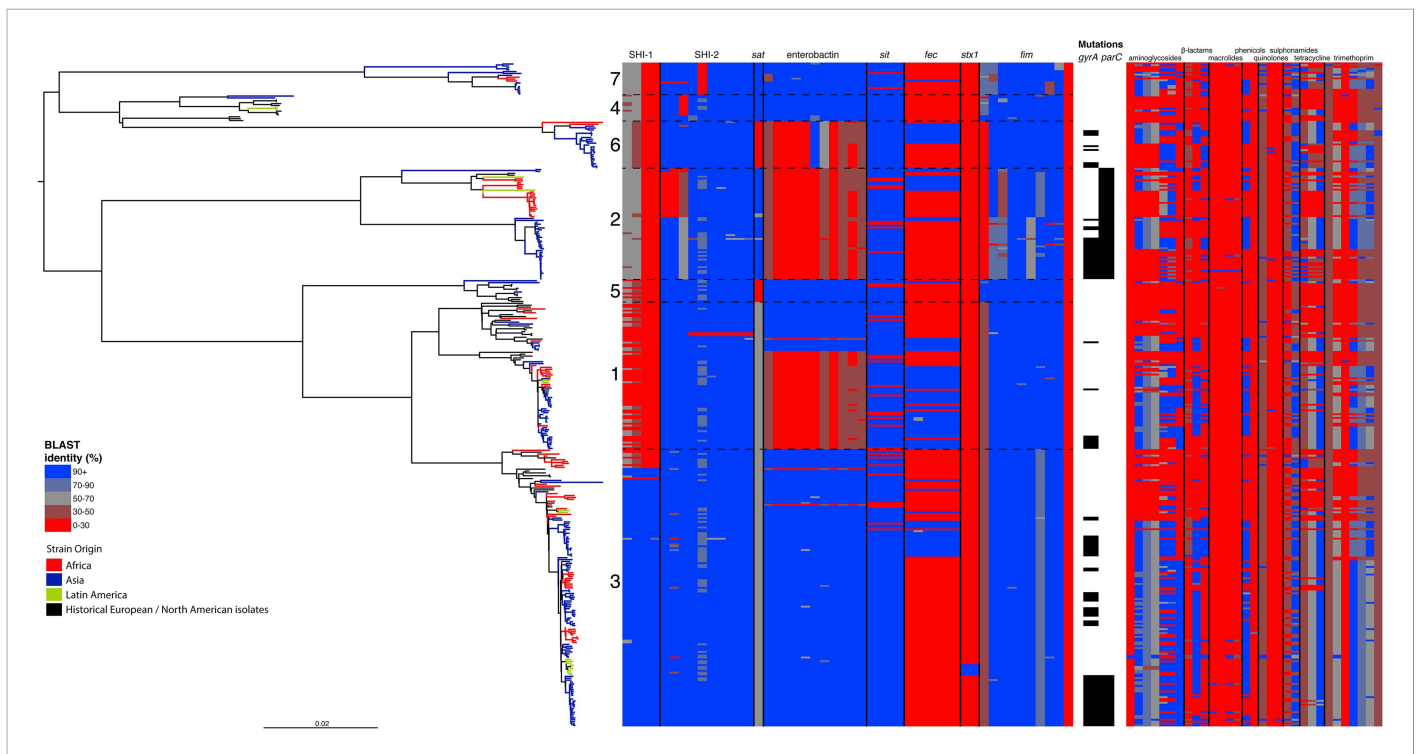 Mutations
SHI-1 SHI-2 sat enterobactin sit fec stx1 fim gyrA parC aminoglycosides β-lactams macrolides phenicols quinolones sulphonamides tetracycline trimethoprim
7
4
6
2
5
1
3
BLAST
identity (%)
90+
70-90
50-70
30-50
0-30
Strain Origin
Africa
Asia
Latin America
Historical European / North American isolates
0.02